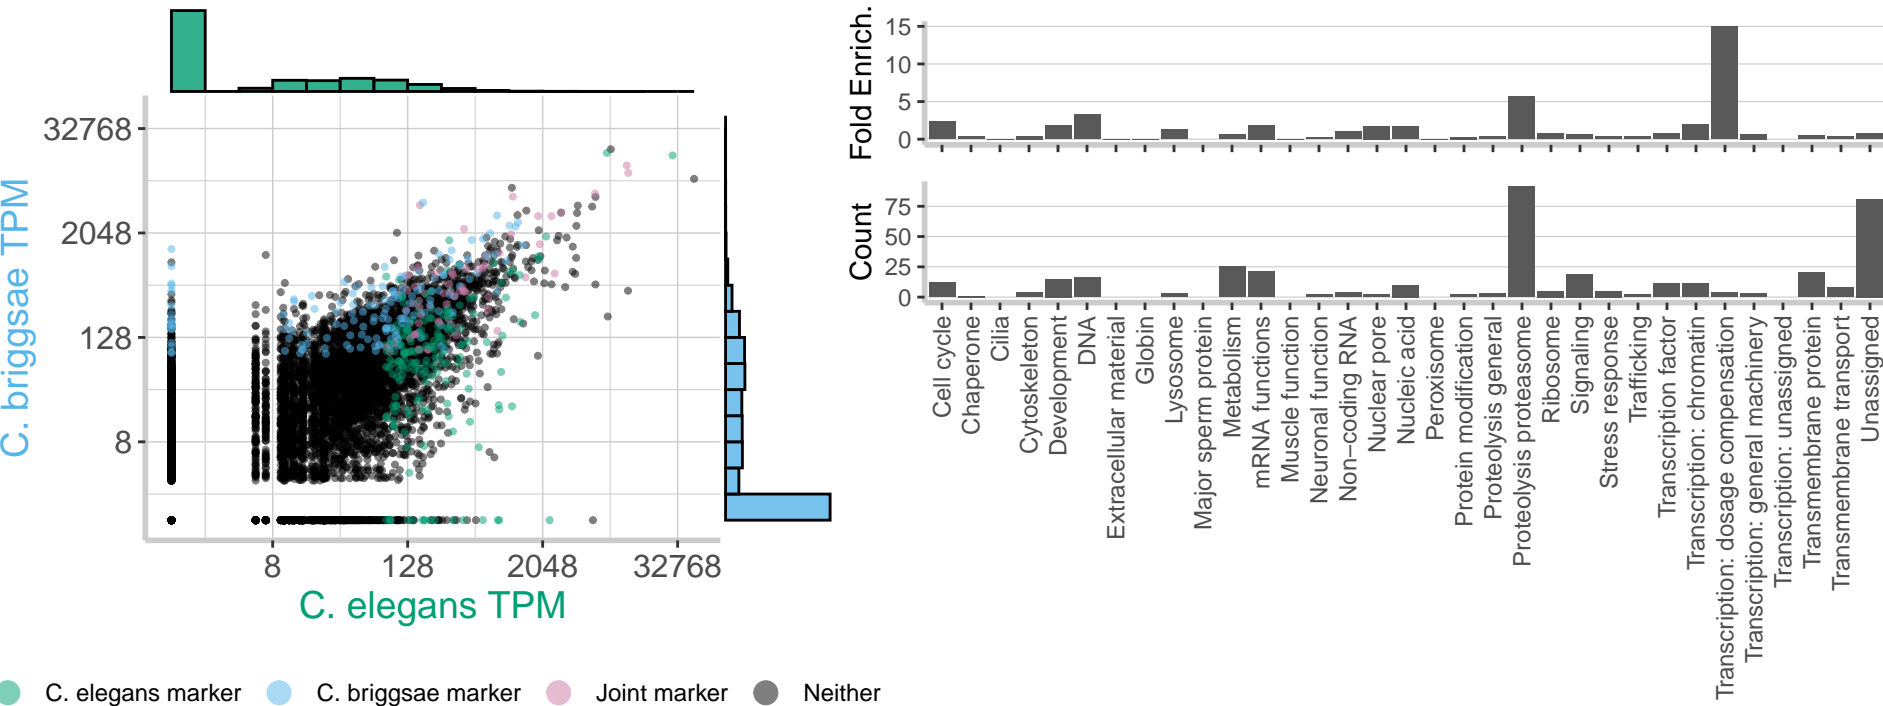 32768
2048
128
8
C. briggsae TPM
8
128
2048
32768
C. elegans TPM
C. elegans marker
C. briggsae marker
Joint marker
Neither
Fold Enrich.
15
10
5
0
Count
75
50
25
0
Cell cycle
Chaperone
Cilia
Cytoskeleton
Development
DNA
Extracellular material
Globin
Lysosome
Major sperm protein
Metabolism
mRNA functions
Muscle function
Neuronal function
Non−coding RNA
Nuclear pore
Nucleic acid
Peroxisome
Protein modification
Proteolysis general
Proteolysis proteasome
Ribosome
Signaling
Stress response
Trafficking
Transcription factor
Transcription: chromatin
Transcription: dosage compensation
Transcription: general machinery
Transcription: unassigned
Transmembrane protein
Transmembrane transport
Unassigned